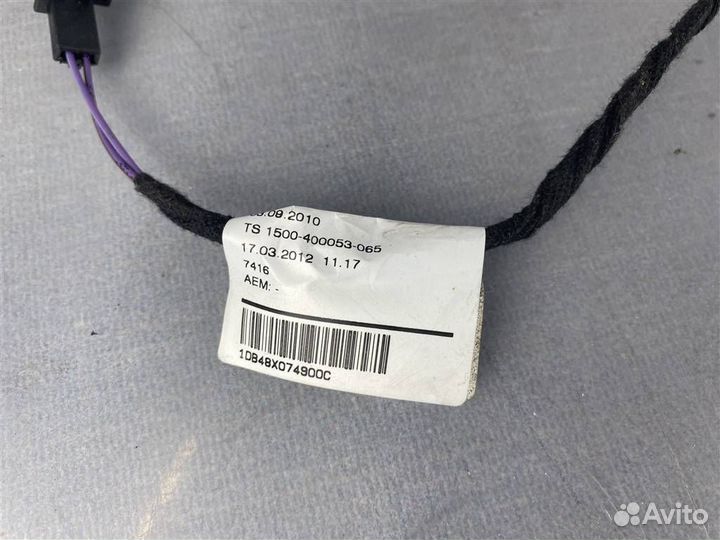 .09.2010
TS 1500-400053-065
17.03.2012 11.17
7416
AEM: -
1DB48X074900C
Avito